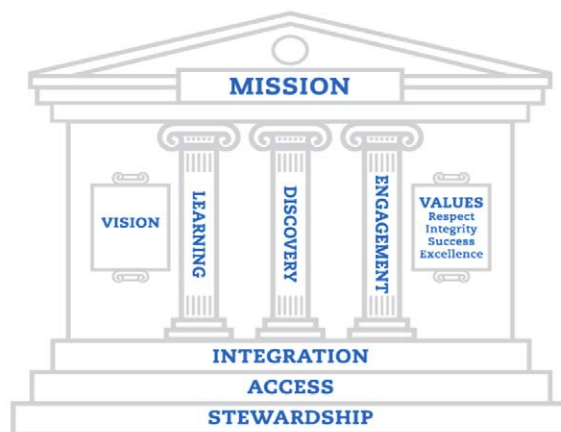 MISSION
VISION
LEARNING
DISCOVERY
ENGAGEMENT
VALUES
Respect
Integrity
Success
Excellence
INTEGRATION
ACCESS
STEWARDSHIP